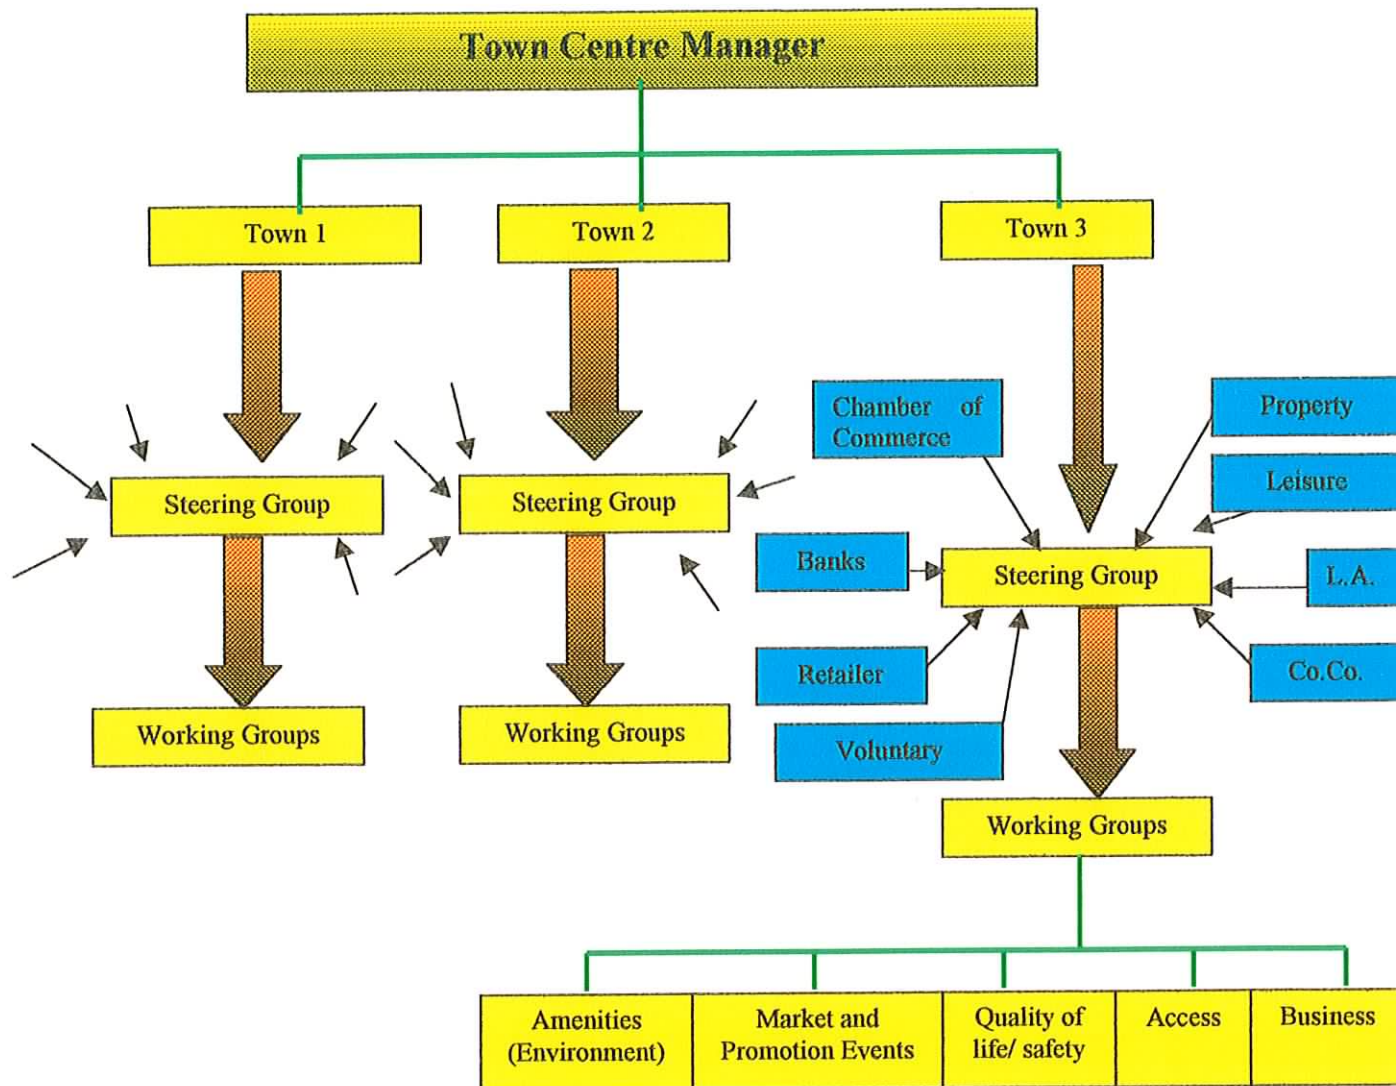 Town Centre Manager
Town 1
Town 2
Town 3
Chamber of
Commerce
Property
Leisure
Steering Group
Steering Group
Banks
Steering Group
L.A.
Retailer
Co.Co.
Working Groups
Working Groups
Voluntary
Working Groups
Amenities
(Environment)
Market and
Promotion Events
Quality of
life/ safety
Access
Business